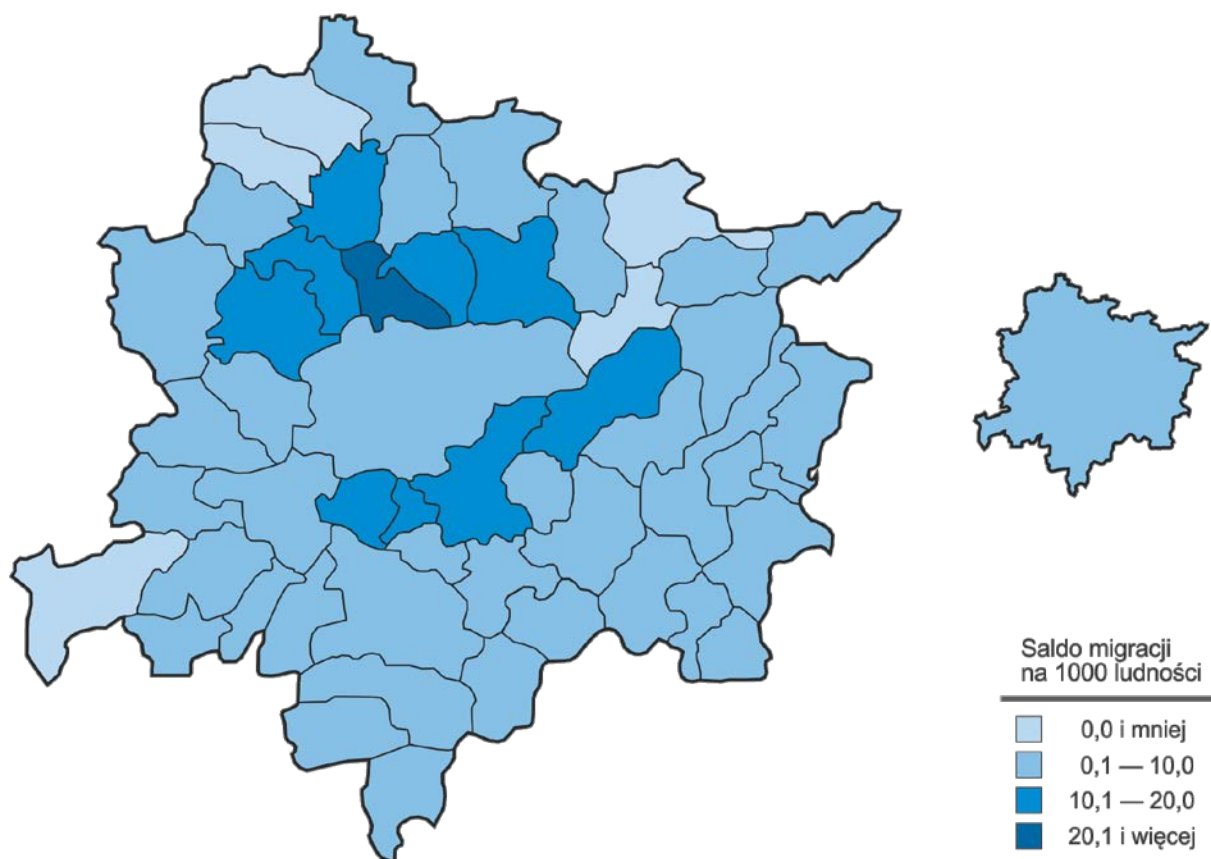 Saldo migracji
na 1000 ludności
0,0 i mniej
0,1 — 10,0
10,1 — 20,0
20,1 i więcej